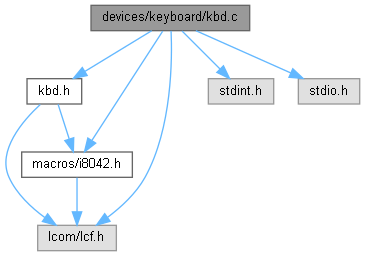 devices/keyboard/kbd.c
kbd.h
stdint.h
stdio.h
macros/i8042.h
lcom/lcf.h